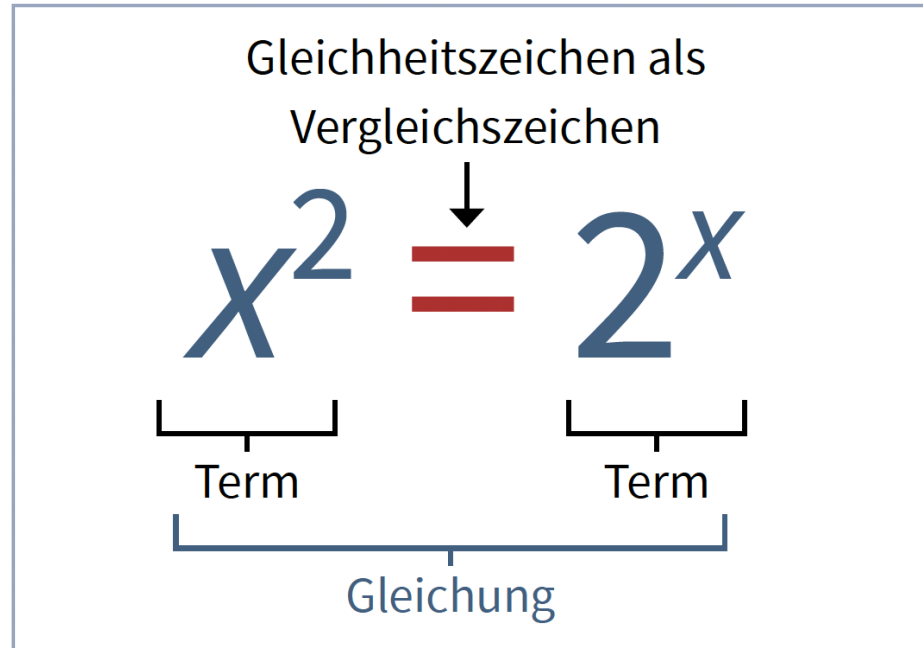 Gleichheitszeichen als
Vergleichszeichen
x² = 2ˣ
Term Term
Gleichung